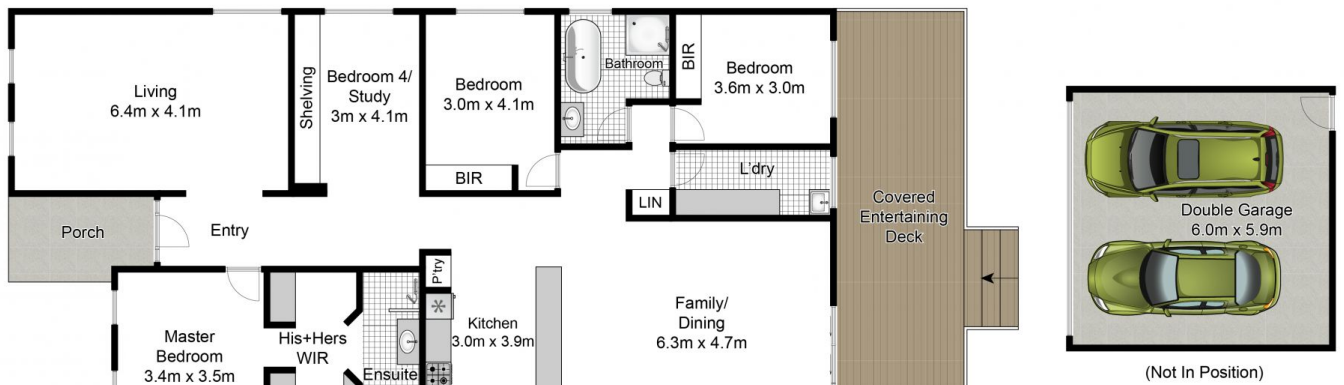 Living
6.4m x 4.1m
Shelving
Bedroom 4/
Study
3m x 4.1m
Bedroom
3.0m x 4.1m
BIR
Bathroom
BIR
Bedroom
3.6m x 3.0m
L'dry
LIN
Covered
Entertaining
Deck
Double Garage
6.0m x 5.9m
(Not In Position)
Porch
Entry
P'try
Kitchen
3.0m x 3.9m
Family/
Dining
6.3m x 4.7m
Master
Bedroom
3.4m x 3.5m
His+Hers
WIR
Ensuite